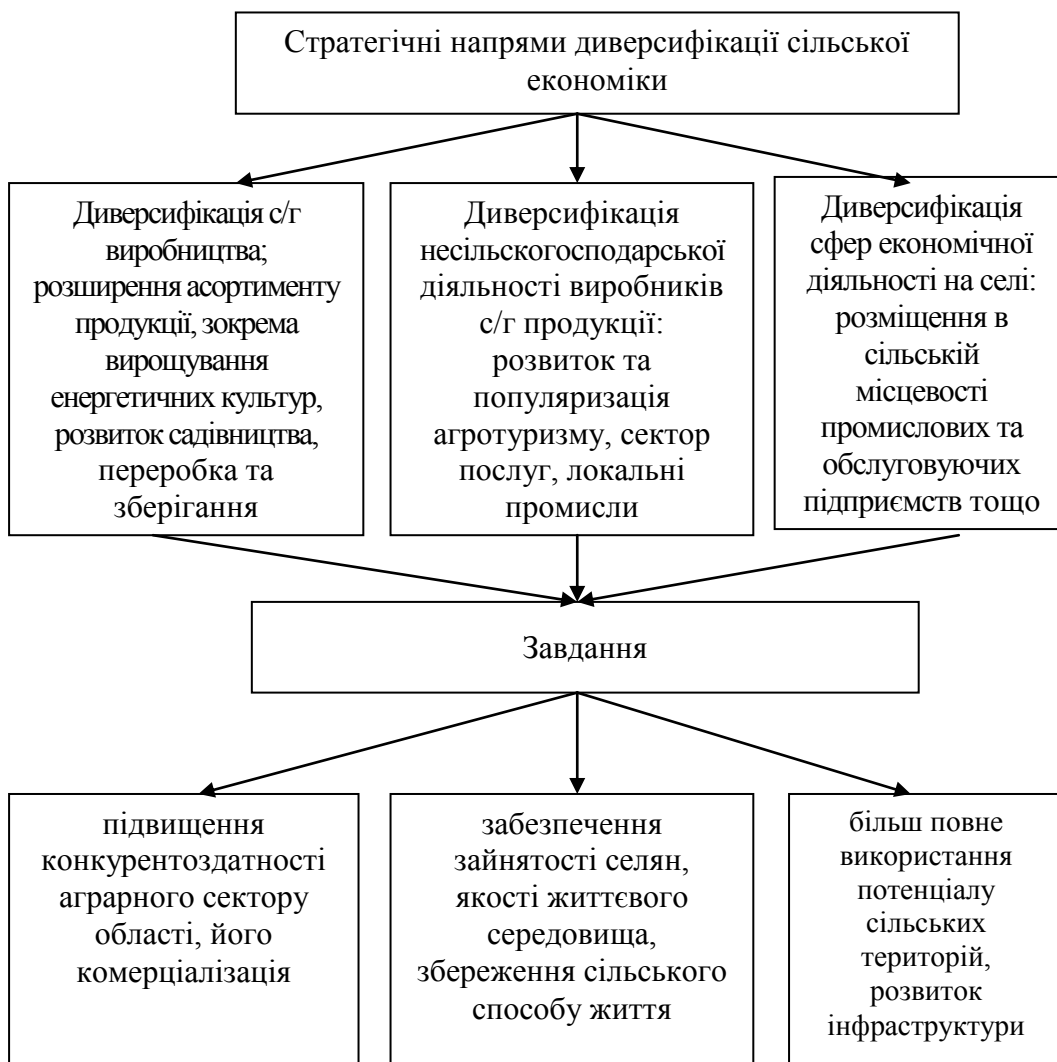 Стратегічні напрями диверсифікації сільської
економіки
Диверсифікація с/г
виробництва;
розширення асортименту
продукції, зокрема
вирощування
енергетичних культур,
розвиток садівництва,
переробка та
зберігання
Диверсифікація
несільскогосподарської
діяльності виробників
с/г продукції:
розвиток та
популяризація
агротуризму, сектор
послуг, локальні
промисли
Диверсифікація
сфер економічної
діяльності на селі:
розміщення в
сільській
місцевості
промислових та
обслуговуючих
підприємств тощо
Завдання
підвищення
конкурентоздатності
аграрного сектору
області, його
комерціалізація
забезпечення
зайнятості селян,
якості життєвого
середовища,
збереження сільського
способу життя
більш повне
використання
потенціалу
сільських
територій,
розвиток
інфраструктури